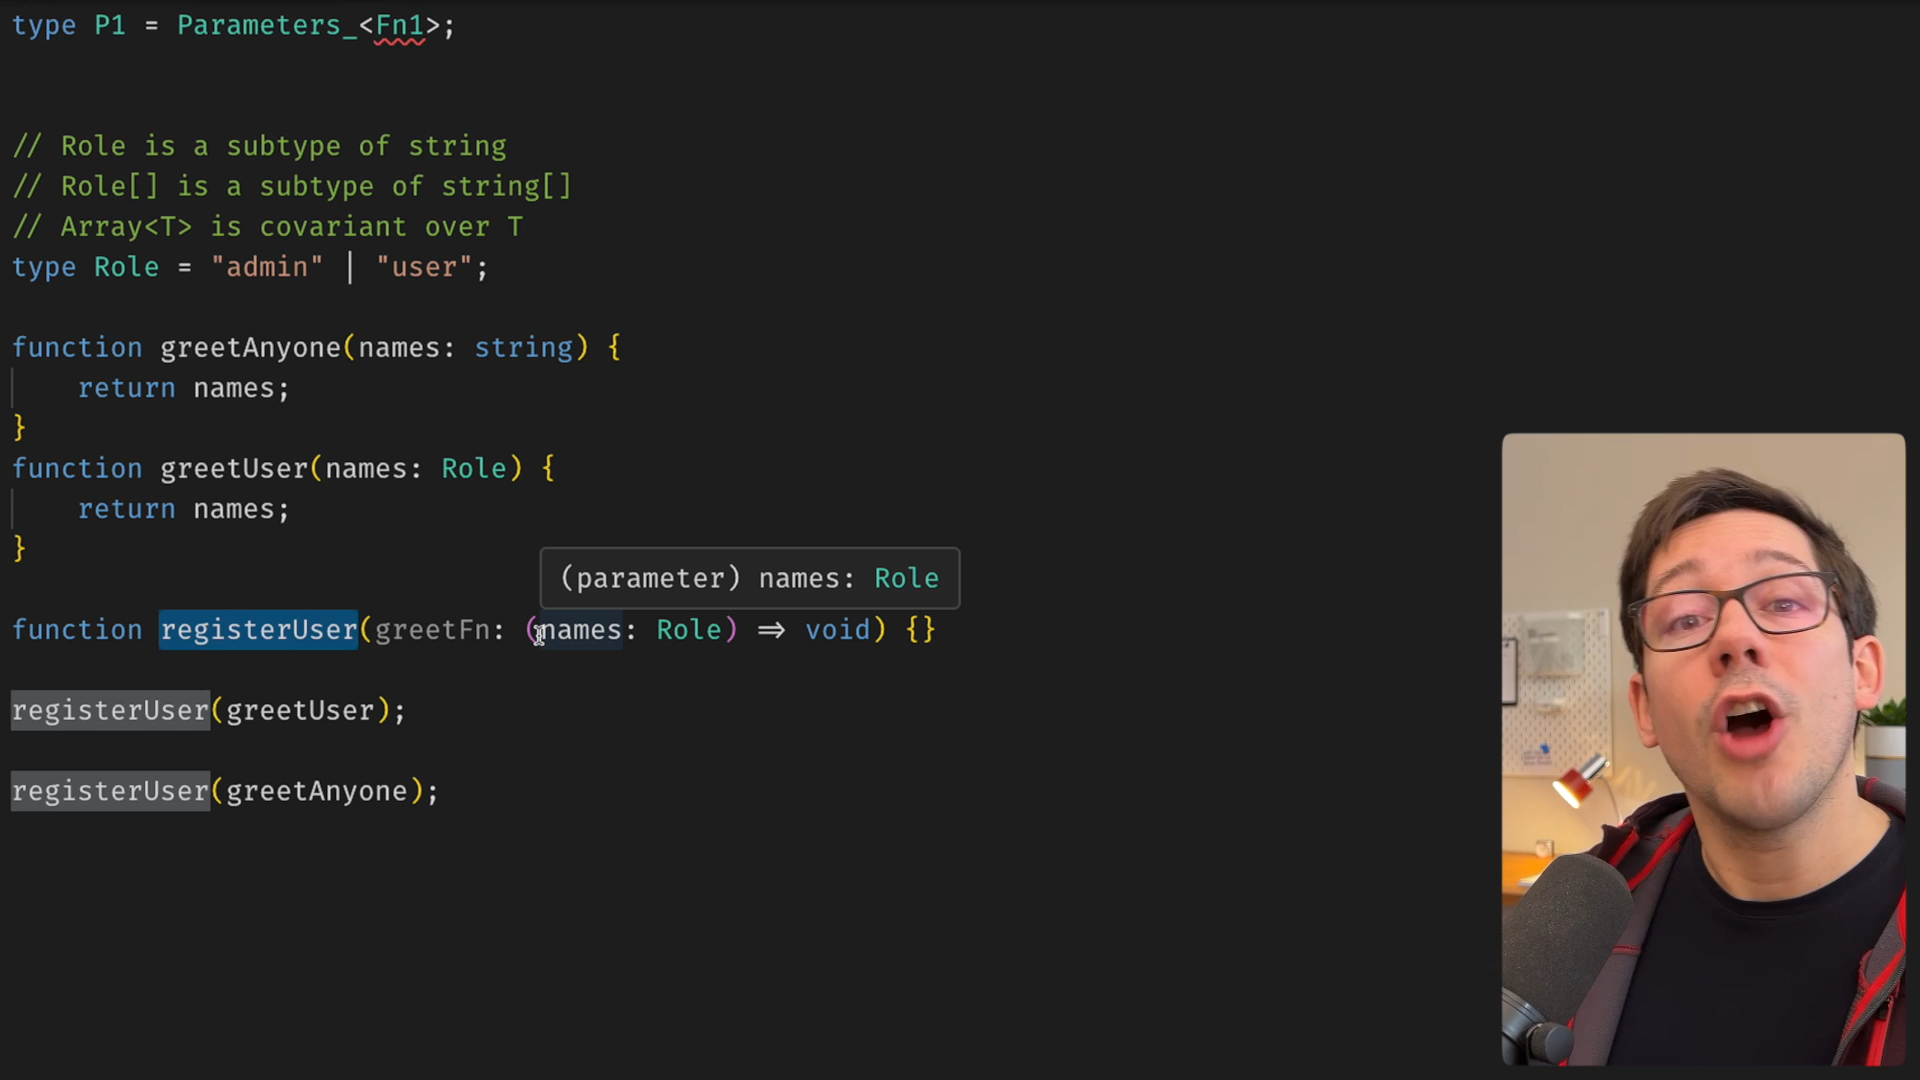 type P1 = Parameters_<Fn1>;
// Role is a subtype of string
// Role[] is a subtype of string[]
// Array<T> is covariant over T
type Role = "admin" | "user";
function greetAnyone(names: string) {
    return names;
}
function greetUser(names: Role) {
    return names;
}
(parameter) names: Role
function registerUser(greetFn: (names: Role) => void) {}
registerUser(greetUser);
registerUser(greetAnyone);